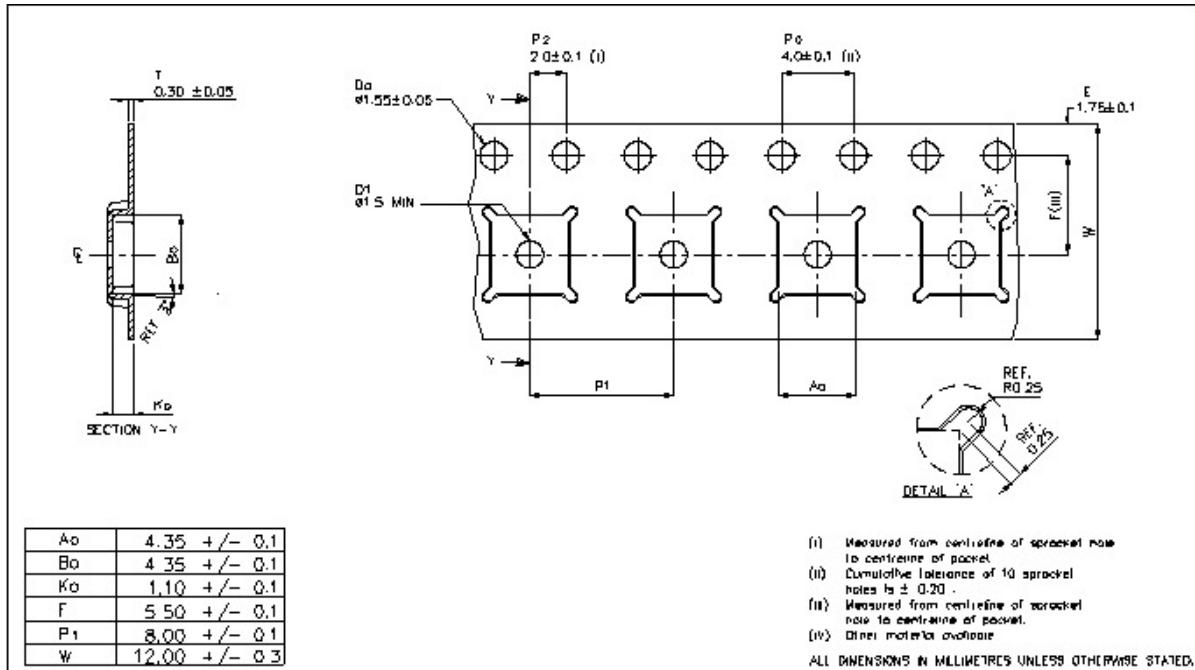 P2
2.0±0.1 (I)
Po
4.0±0.1 (II)
T
0.30 ±0.05
Do
ø1.55±0.05
Y
E
1.75±0.1
D1
ø1.5 MIN
"A"
F(III)
W
Bo
REF 3°
Y
P1
Ao
Ko
SECTION Y-Y
REF.
R0.25
REF.
0.25
DETAIL 'A'
Ao 4.35 +/- 0.1
Bo 4.35 +/- 0.1
Ko 1.10 +/- 0.1
F 5.50 +/- 0.1
P1 8.00 +/- 0.1
W 12.00 +/- 0.3
(I) Measured from centreline of sprocket hole
to centreline of pocket.
(II) Cumulative tolerance of 10 sprocket
holes is ± 0.20 .
(III) Measured from centreline of sprocket
hole to centreline of pocket.
(IV) Other material available
ALL DIMENSIONS IN MILLIMETRES UNLESS OTHERWISE STATED.